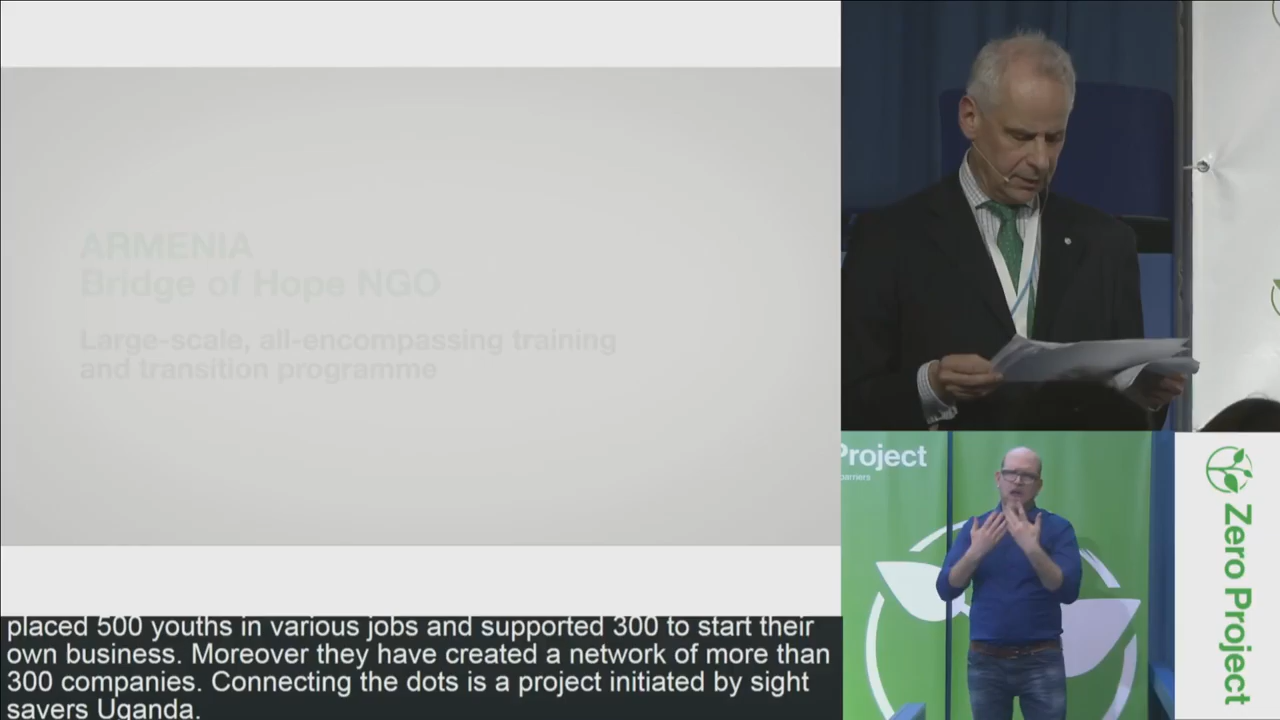 ARMENIA
Bridge of Hope NGO
Large-scale, all-encompassing training
and transition programme
placed 500 youths in various jobs and supported 300 to start their
own business. Moreover they have created a network of more than
300 companies. Connecting the dots is a project initiated by sight
savers Uganda.
Project
barriers
Zero Project